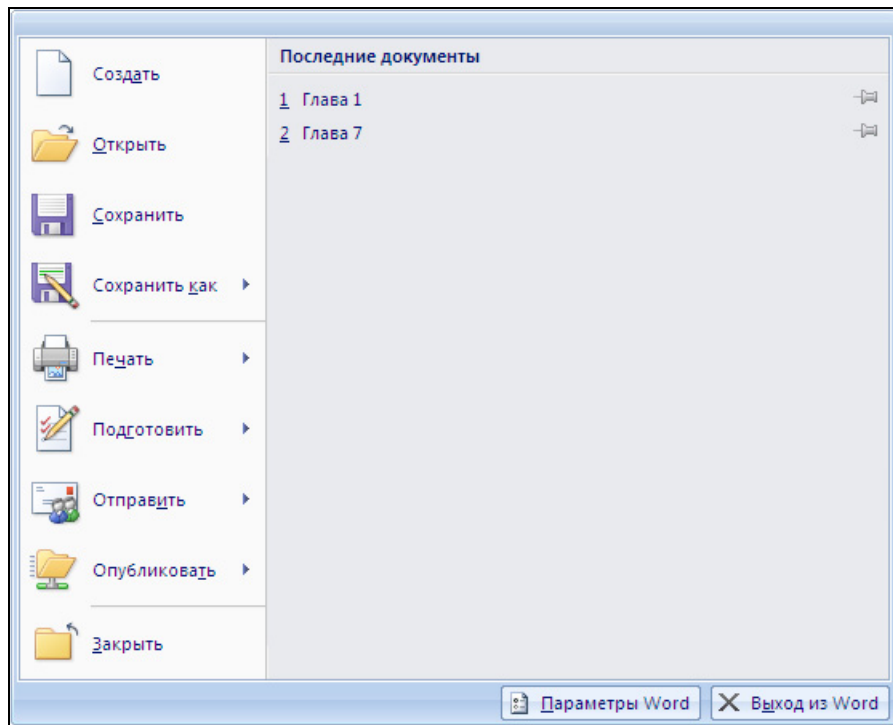 Создать
Открыть
Сохранить
Сохранить как
Печать
Подготовить
Отправить
Опубликовать
Закрыть
Последние документы
1 Глава 1
2 Глава 7
Параметры Word
Выход из Word